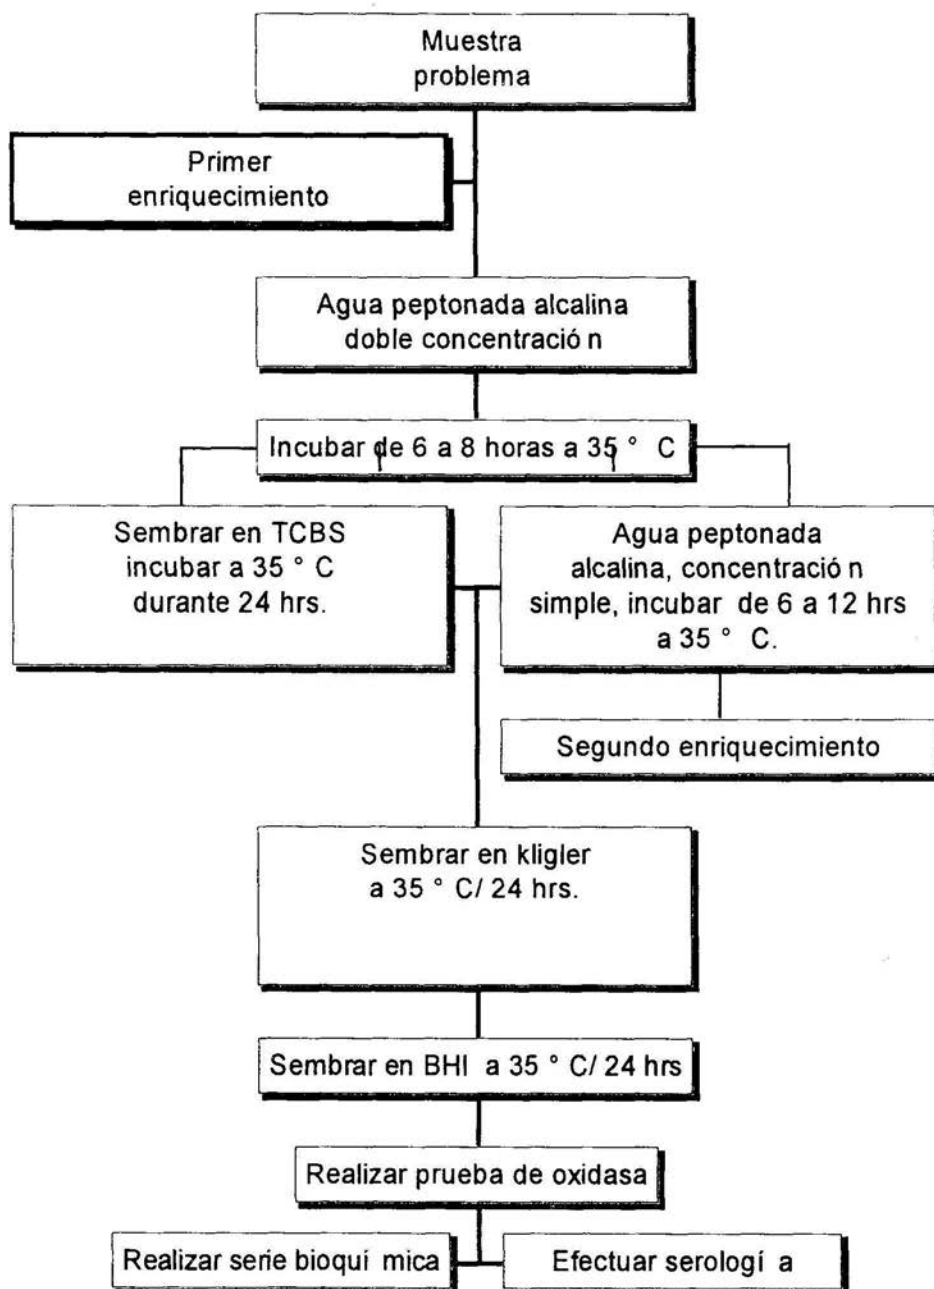 Muestra
problema
Primer
enriquecimiento
Agua peptonada alcalina
doble concentració n
Incubar de 6 a 8 horas a 35 ° C
Sembrar en TCBS
incubar a 35 ° C
durante 24 hrs.
Agua peptonada
alcalina, concentració n
simple, incubar de 6 a 12 hrs
a 35 ° C.
Segundo enriquecimiento
Sembrar en kligler
a 35 ° C/ 24 hrs.
Sembrar en BHI a 35 ° C/ 24 hrs
Realizar prueba de oxidasa
Realizar serie bioquí mica
Efectuar serologí a